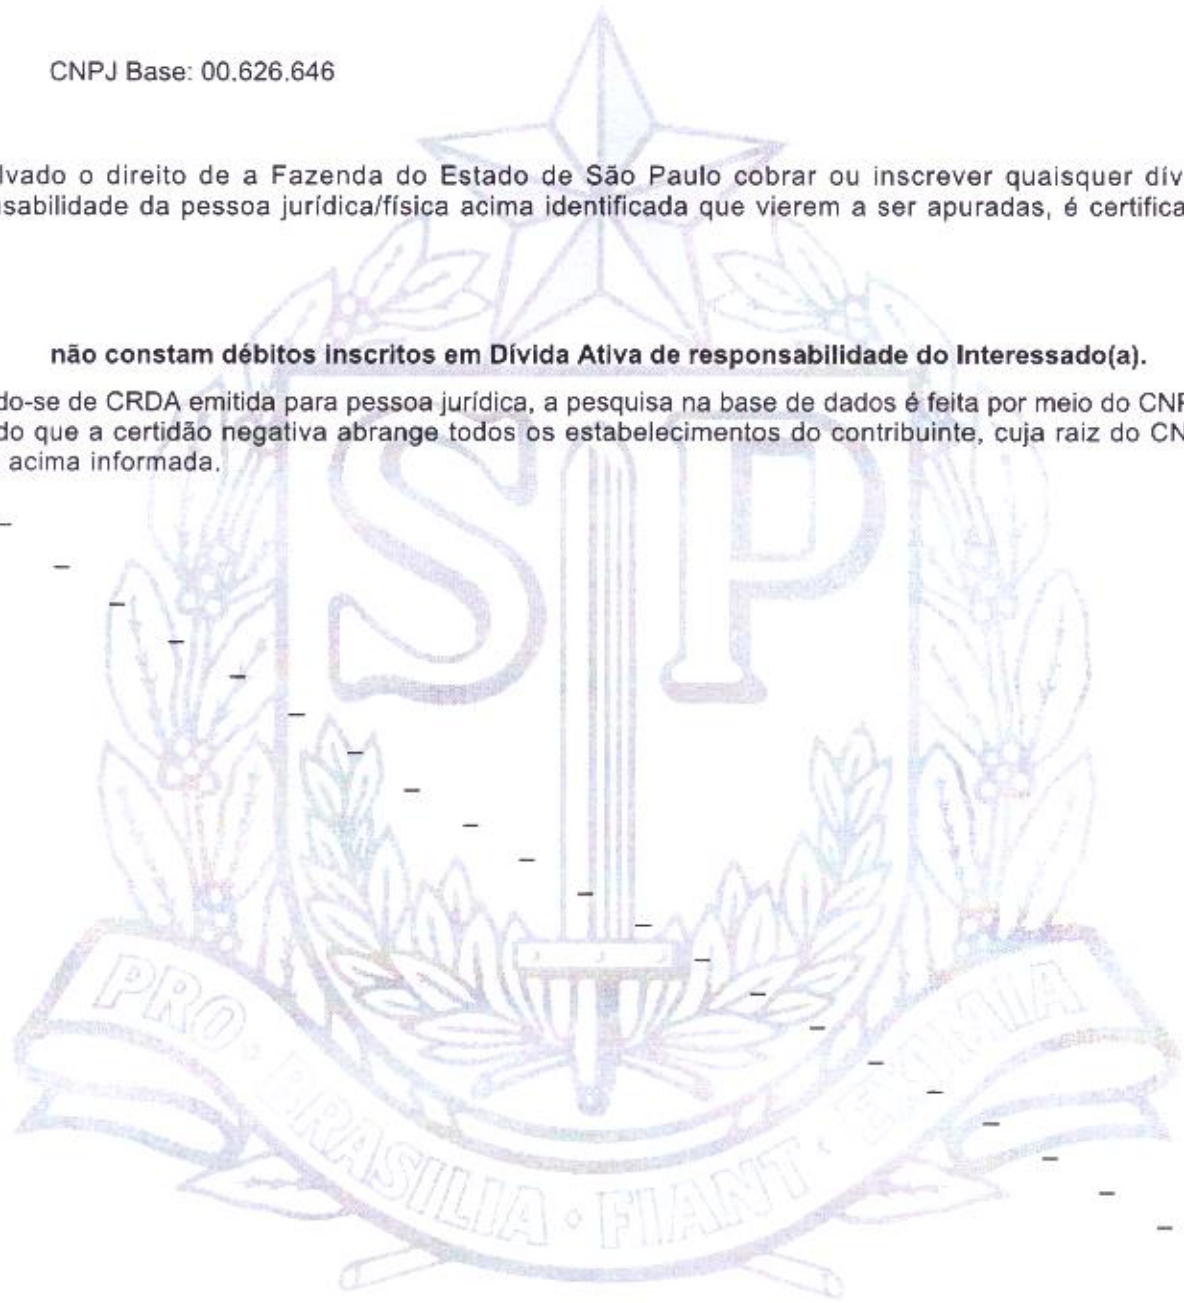 CNPJ Base: 00.626.646
lvado o direito de a Fazenda do Estado de São Paulo cobrar ou inscrever quaisquer dív
sabilidade da pessoa jurídica/física acima identificada que vierem a ser apuradas, é certifica
não constam débitos inscritos em Dívida Ativa de responsabilidade do Interessado(a).
do-se de CRDA emitida para pessoa jurídica, a pesquisa na base de dados é feita por meio do CNP
do que a certidão negativa abrange todos os estabelecimentos do contribuinte, cuja raiz do CN
acima informada.
SP
PRO · BRASILIA · FIANT · EXIMIA